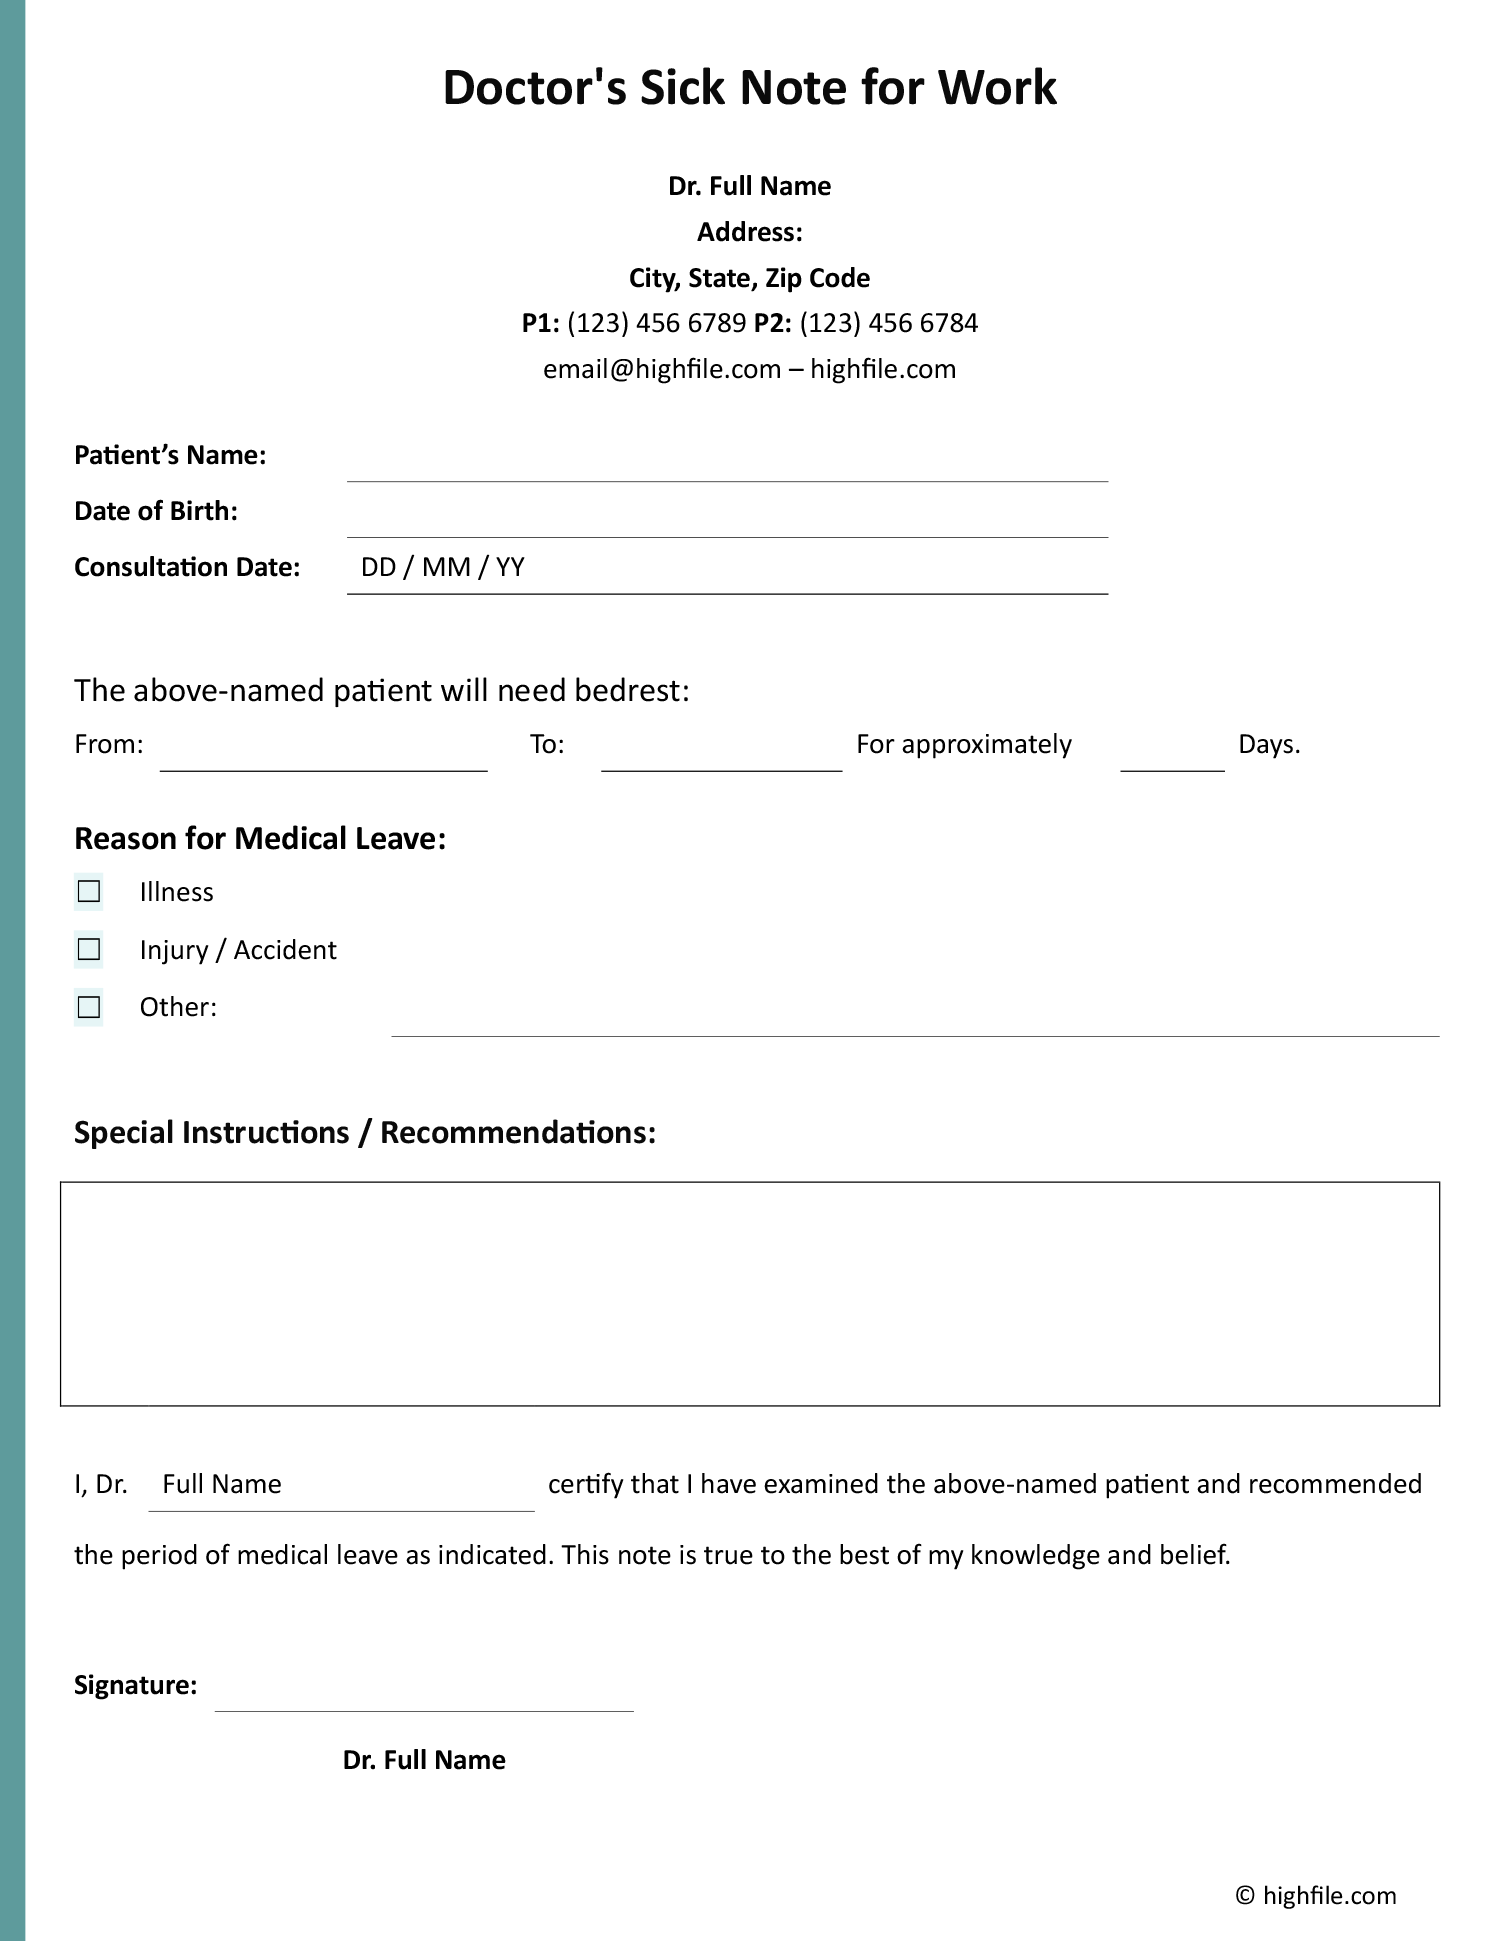 Doctor's Sick Note for Work
Dr. Full Name
Address:
City, State, Zip Code
P1: (123) 456 6789 P2: (123) 456 6784
email@highfile.com – highfile.com
Patient’s Name:
Date of Birth:
Consultation Date: DD / MM / YY
The above-named patient will need bedrest:
From: To: For approximately Days.
Reason for Medical Leave:
☐ Illness
☐ Injury / Accident
☐ Other:
Special Instructions / Recommendations:
I, Dr. Full Name certify that I have examined the above-named patient and recommended
the period of medical leave as indicated. This note is true to the best of my knowledge and belief.
Signature:
Dr. Full Name
© highfile.com